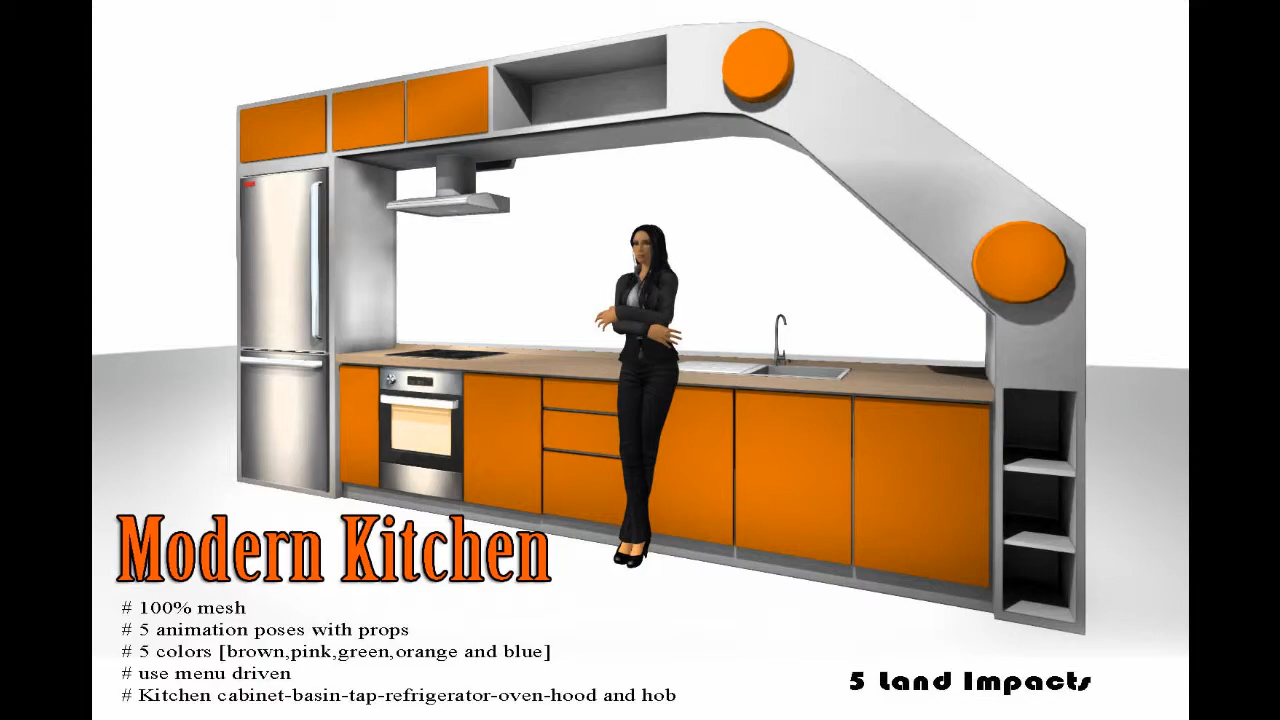 Modern Kitchen
# 100% mesh
# 5 animation poses with props
# 5 colors [brown,pink,green,orange and blue]
# use menu driven
# Kitchen cabinet-basin-tap-refrigerator-oven-hood and hob
5 Land Impacts